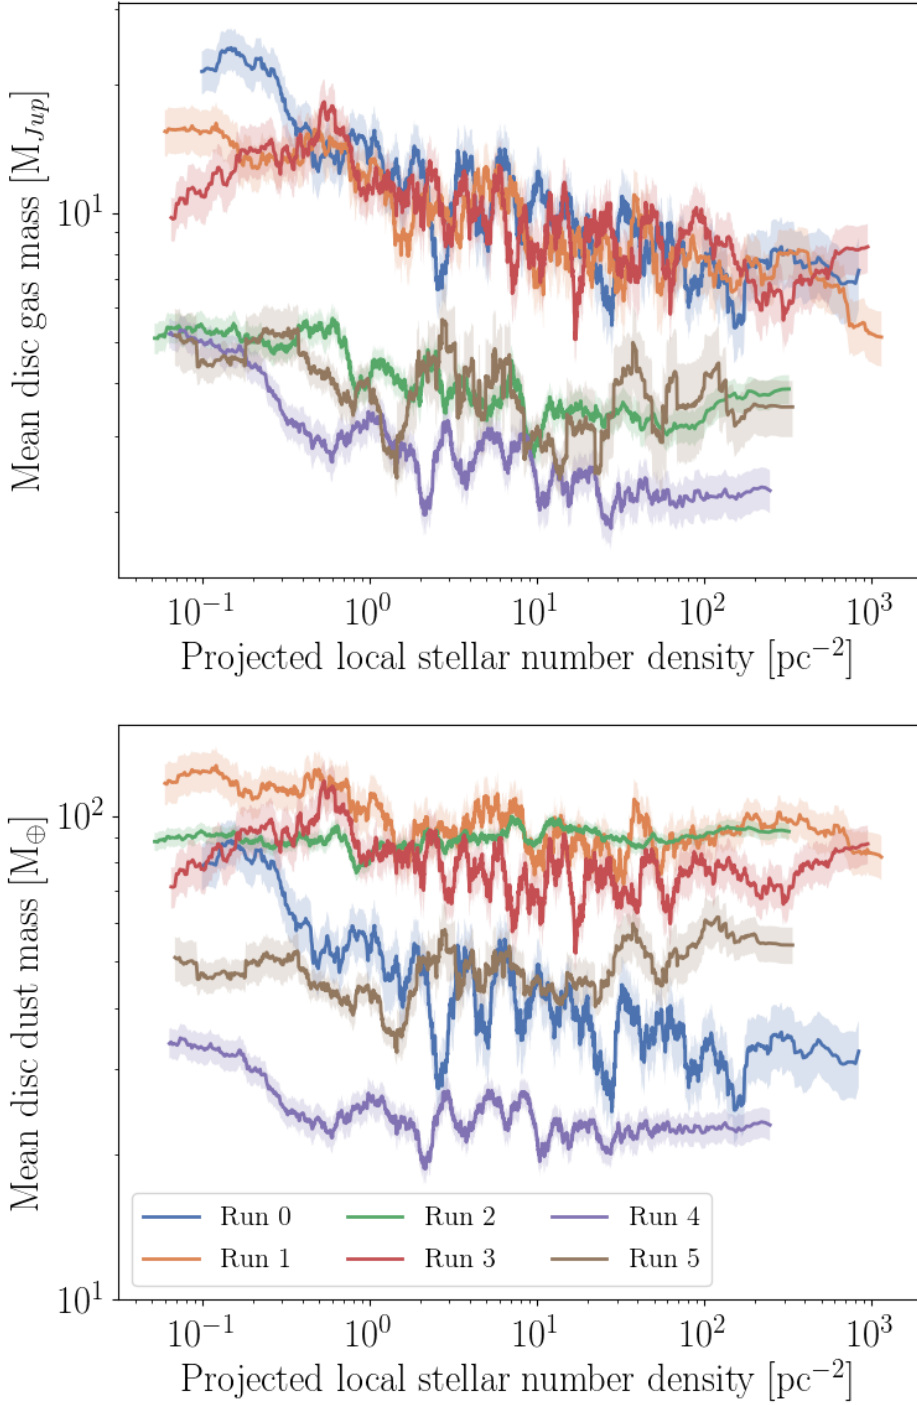 Mean disc gas mass [M_{Jup}]
10^1
10^{-1} 10^0 10^1 10^2 10^3
Projected local stellar number density [pc^{-2}]
Mean disc dust mass [M_⊕]
10^2
10^1
Run 0 Run 2 Run 4
Run 1 Run 3 Run 5
10^{-1} 10^0 10^1 10^2 10^3
Projected local stellar number density [pc^{-2}]